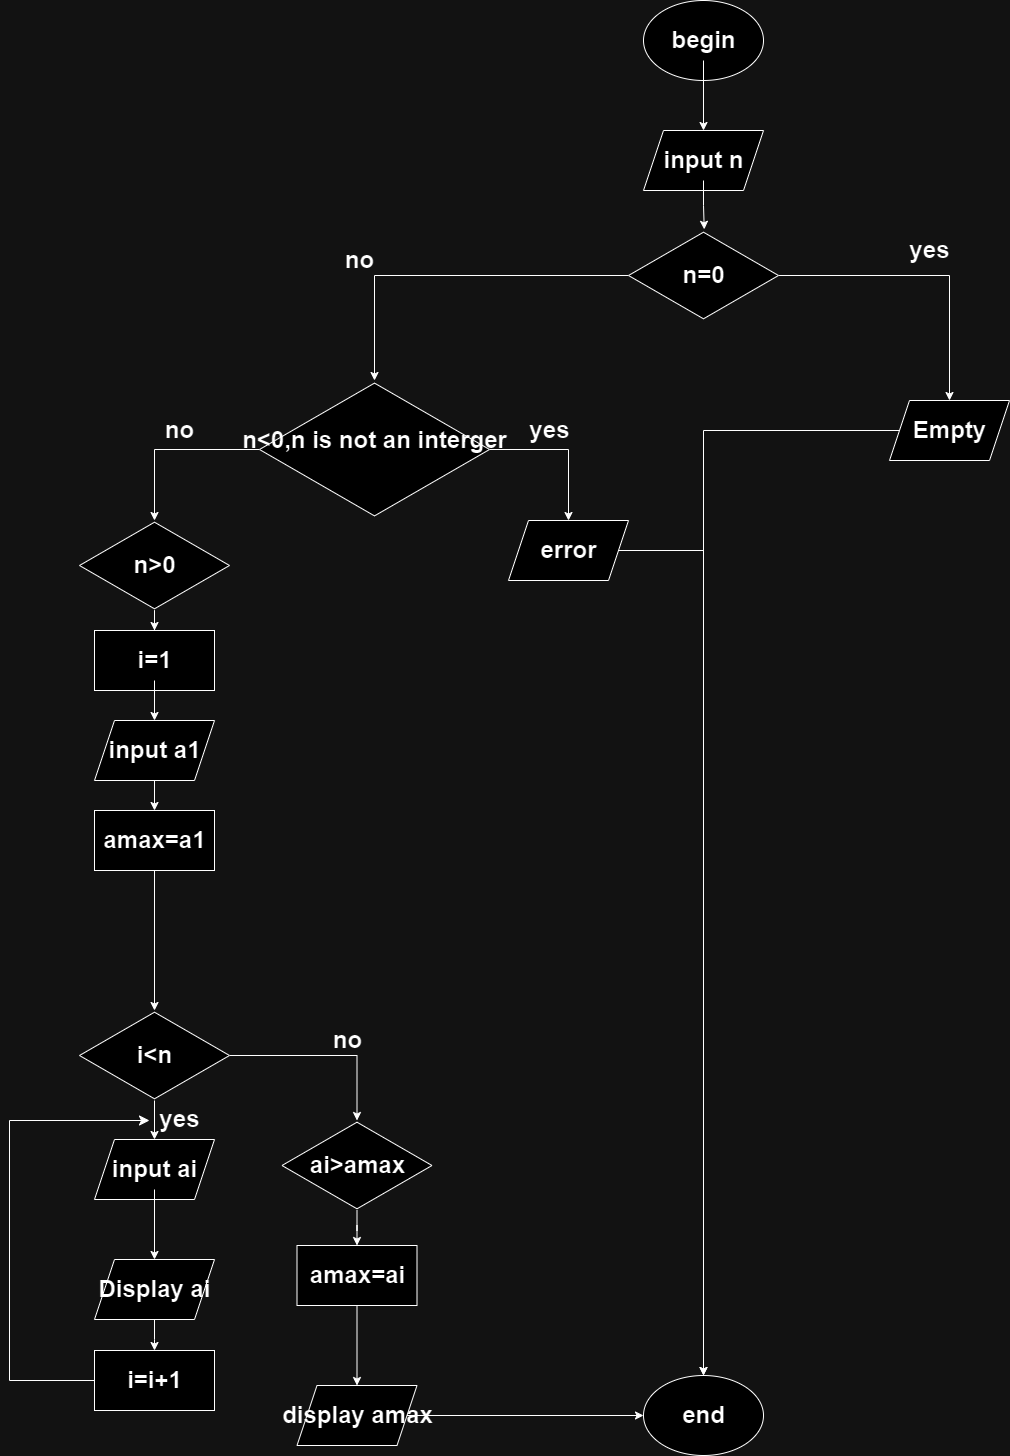 begin
input n
n=0
no
yes
n<0,n is not an interger
no
yes
Empty
error
n>0
i=1
input a1
amax=a1
i<n
no
yes
input ai
ai>amax
Display ai
amax=ai
i=i+1
display amax
end